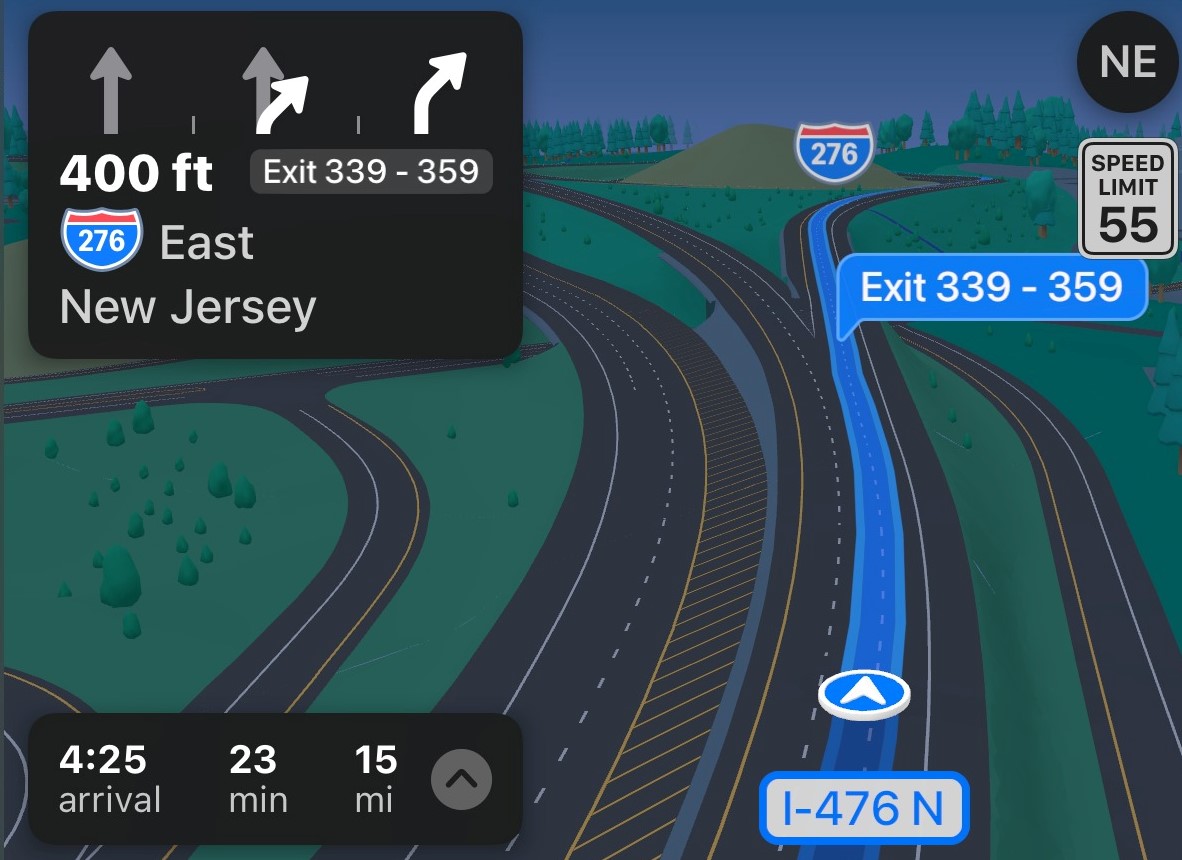 400 ft
Exit 339 - 359
276 East
New Jersey
NE
276
SPEED
LIMIT
55
Exit 339 - 359
4:25 23 15
arrival min mi
I-476 N